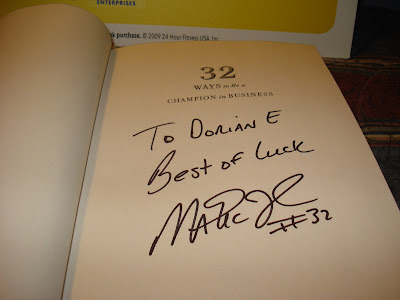 ENTERPRISES
k purchase. © 2009 24 Hour Fitness USA, Inc.
32
WAYS to Be a
CHAMPION in BUSINESS
To DORIAN E
BEST OF LUCK
MAGIC J
#32